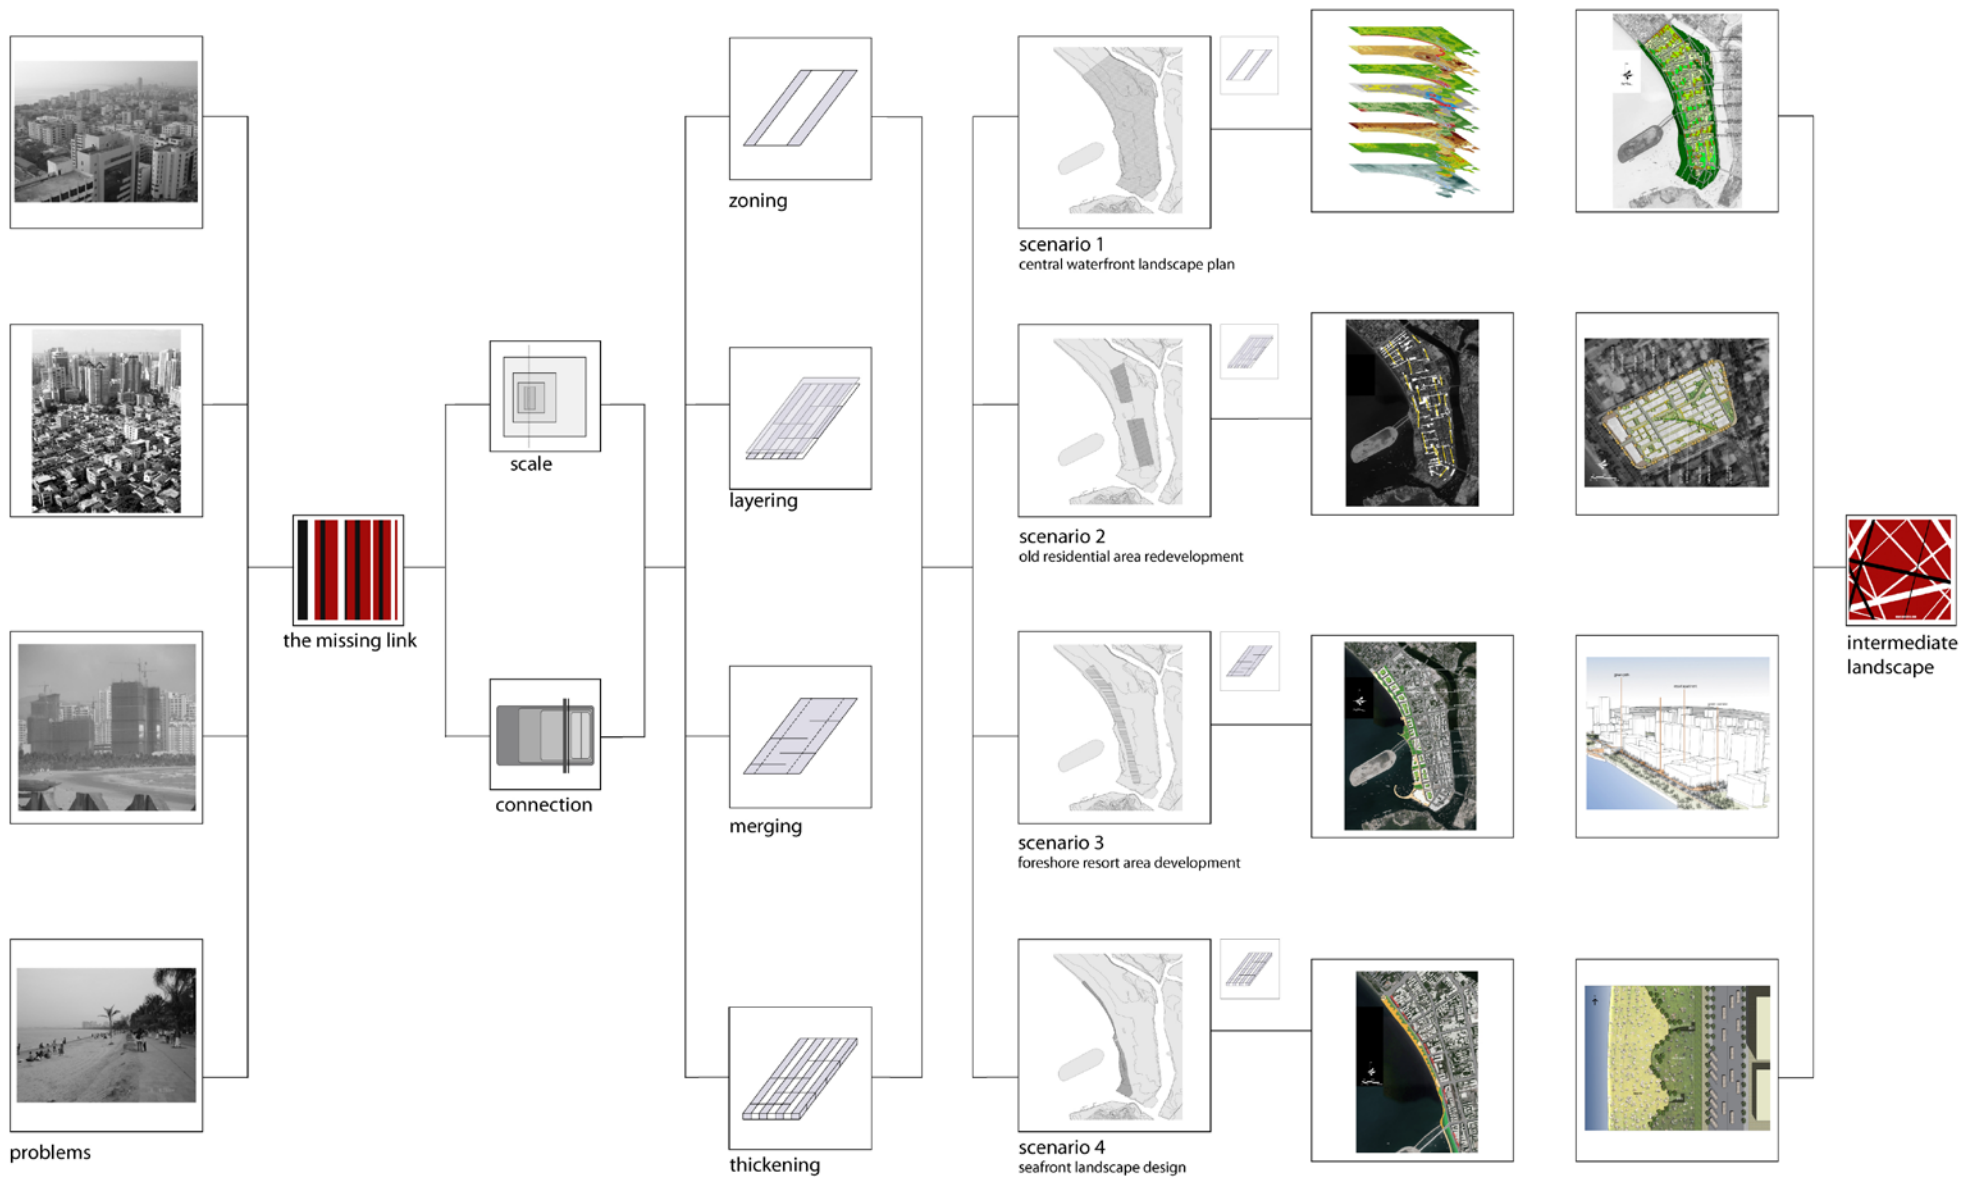 problems
the missing link
scale
connection
zoning
layering
merging
thickening
scenario 1
central waterfront landscape plan
scenario 2
old residential area redevelopment
scenario 3
foreshore resort area development
scenario 4
seafront landscape design
intermediate
landscape